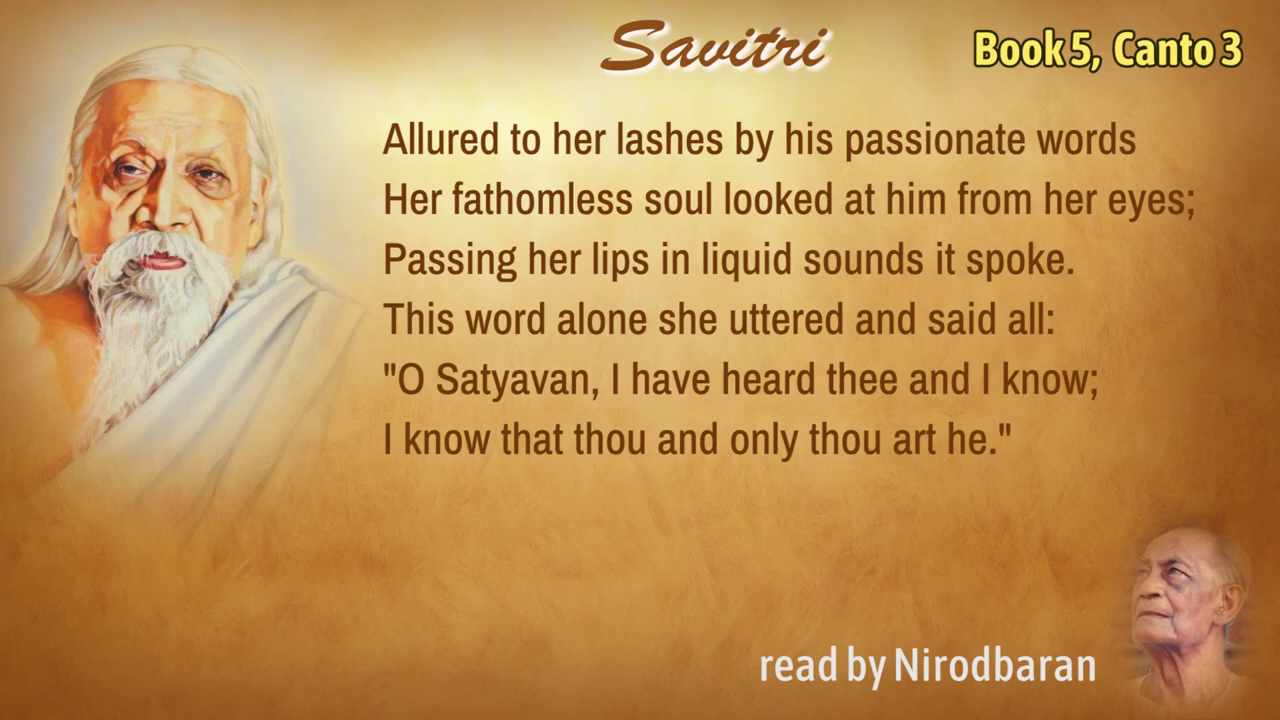 Savitri
Book 5, Canto 3
Allured to her lashes by his passionate words
Her fathomless soul looked at him from her eyes;
Passing her lips in liquid sounds it spoke.
This word alone she uttered and said all:
"O Satyavan, I have heard thee and I know;
I know that thou and only thou art he."
read by Nirodbaran